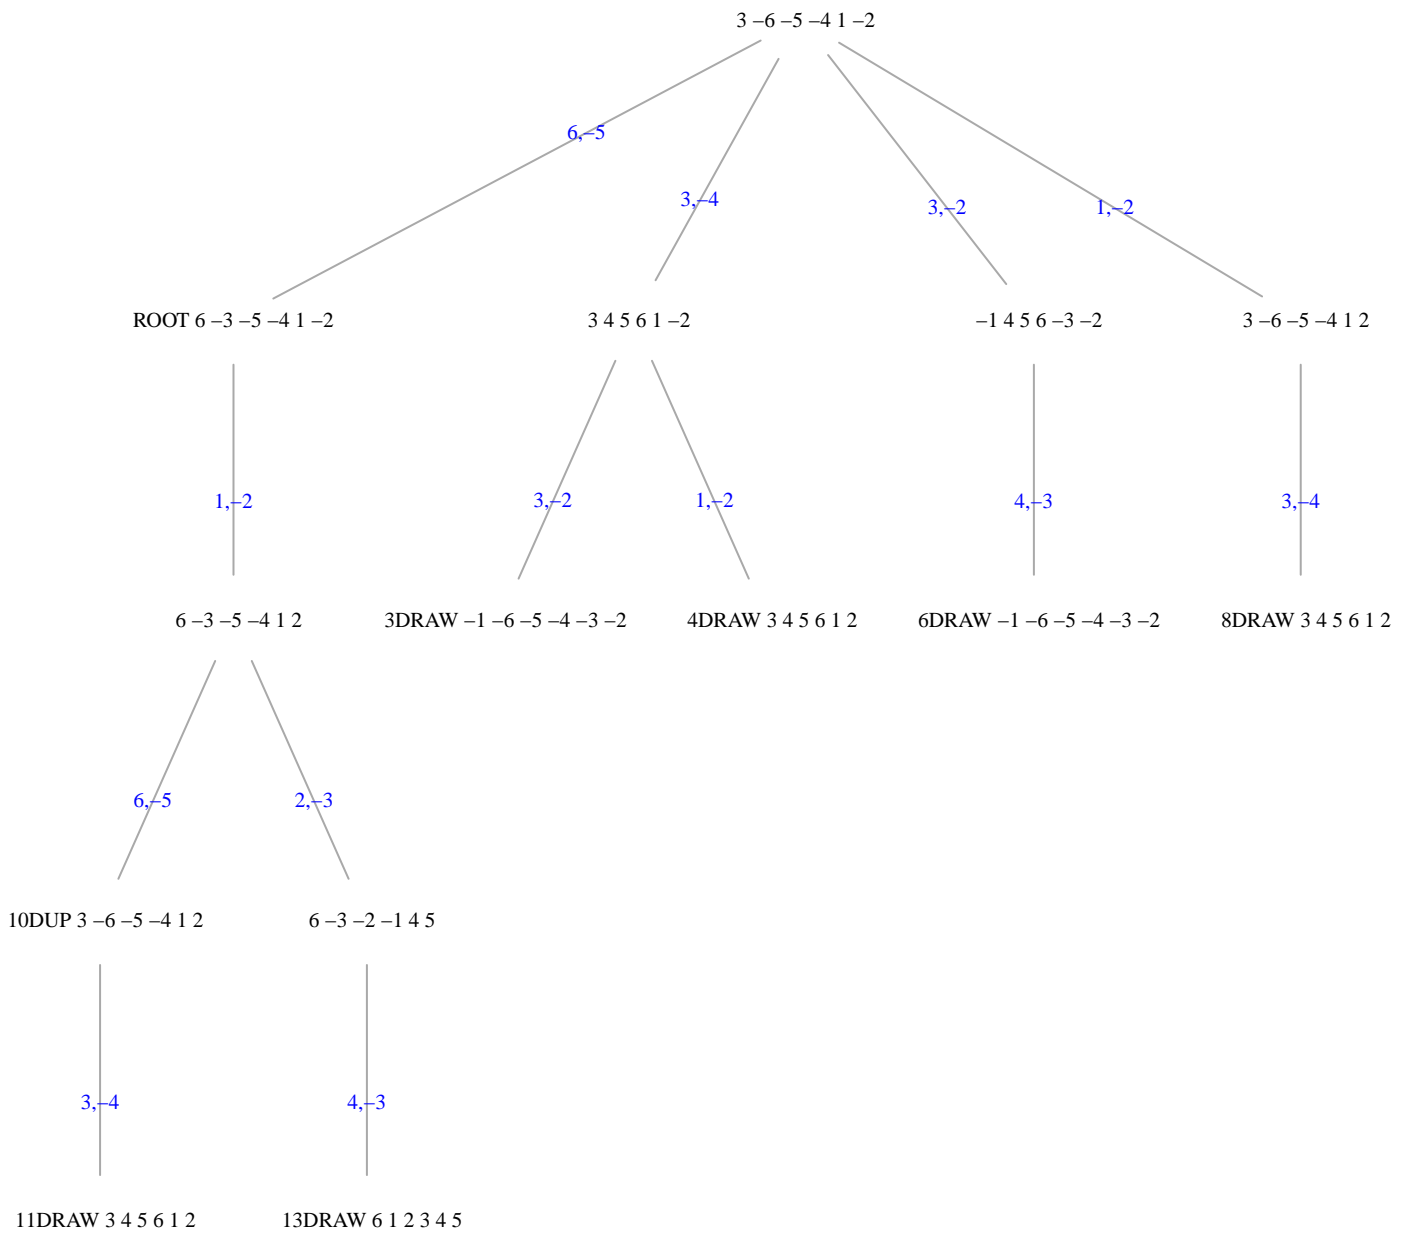 3 –6 –5 –4 1 –2
6,–5
3,–4
3,–2
1,–2
ROOT 6 –3 –5 –4 1 –2
3 4 5 6 1 –2
–1 4 5 6 –3 –2
3 –6 –5 –4 1 2
1,–2
3,–2
1,–2
4,–3
3,–4
6 –3 –5 –4 1 2
3DRAW –1 –6 –5 –4 –3 –2
4DRAW 3 4 5 6 1 2
6DRAW –1 –6 –5 –4 –3 –2
8DRAW 3 4 5 6 1 2
6,–5
2,–3
10DUP 3 –6 –5 –4 1 2
6 –3 –2 –1 4 5
3,–4
4,–3
11DRAW 3 4 5 6 1 2
13DRAW 6 1 2 3 4 5